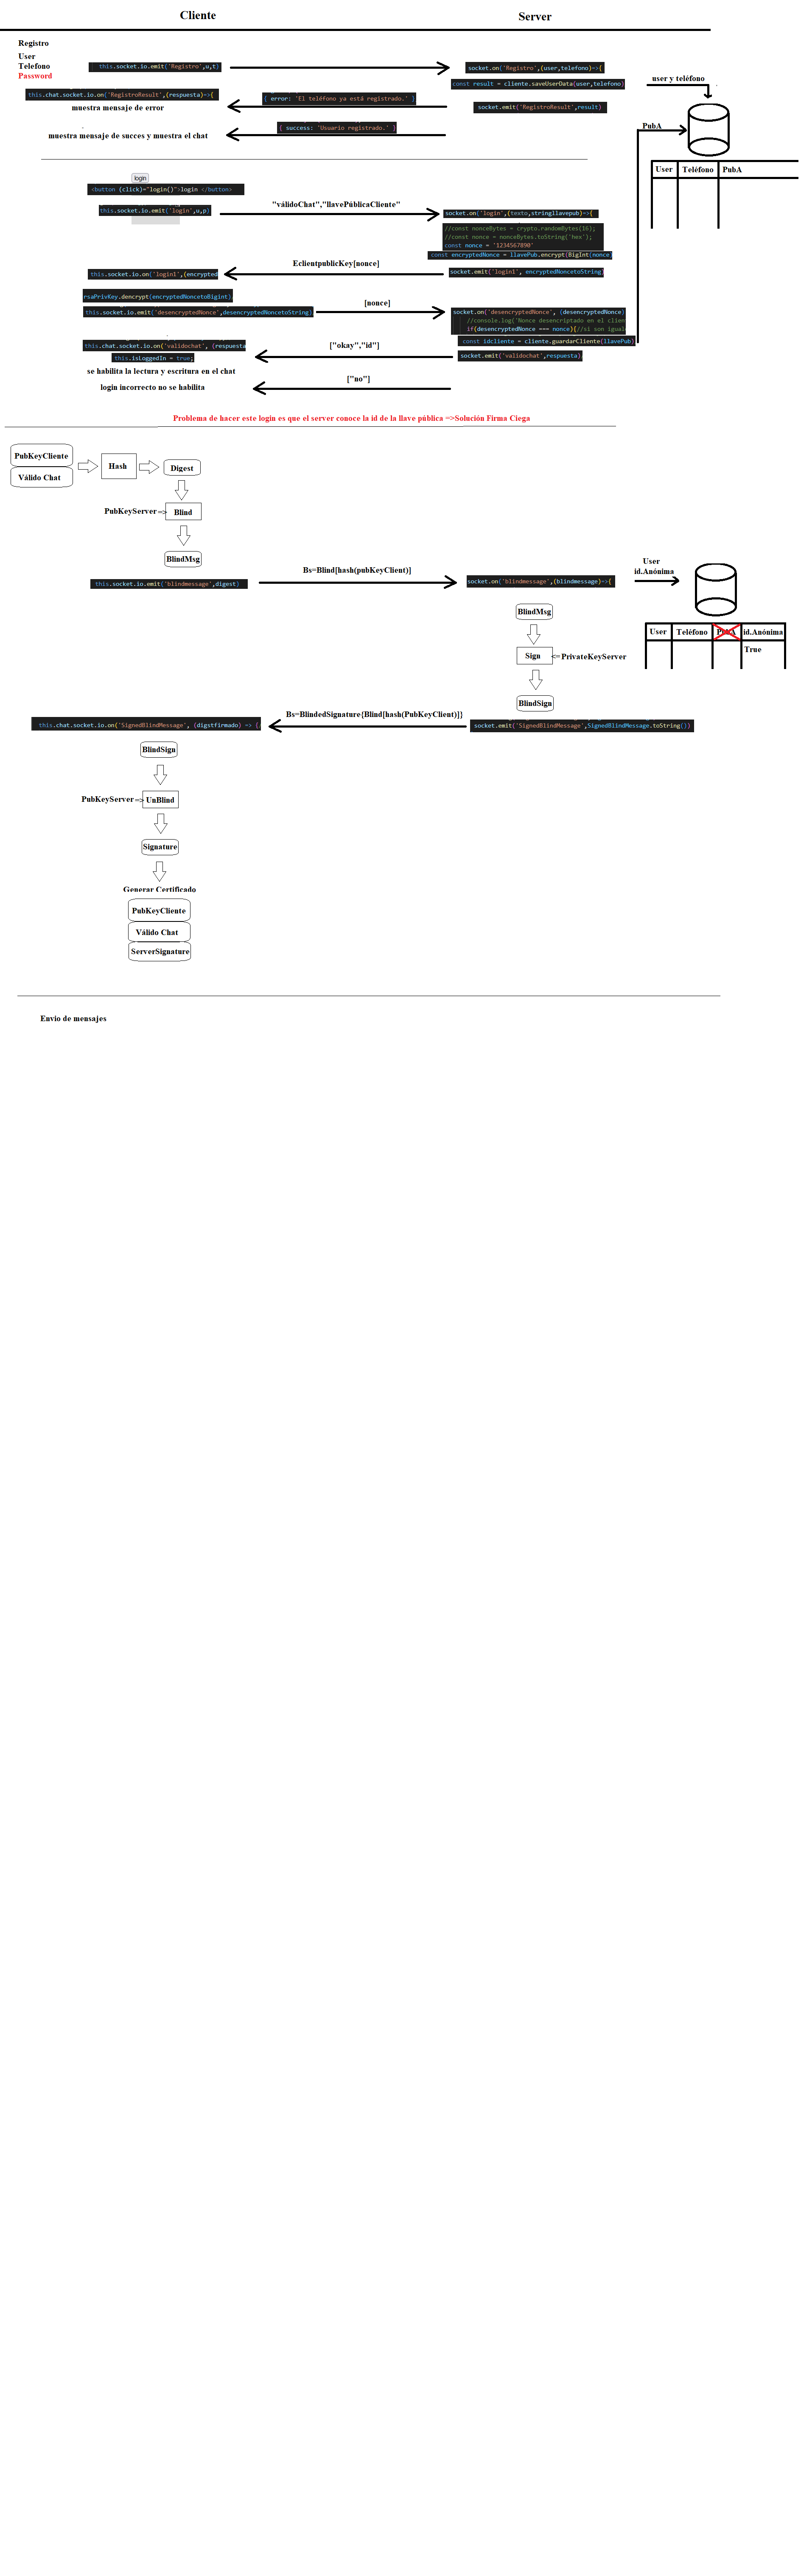 Cliente
Server
Registro
User
Telefono
Password
this.socket.io.emit('Registro',u,t)
socket.on('Registro',(user,telefono)=>{
const result = cliente.saveUserData(user,telefono)
user y teléfono
this.chat.socket.io.on('RegistroResult',(respuesta)=>{
{ error: 'El teléfono ya está registrado.' }
socket.emit('RegistroResult',result)
muestra mensaje de error
{ success: 'Usuario registrado.' }
muestra mensaje de succes y muestra el chat
PubA
User
Teléfono
PubA
login
<button (click)="login()">login </button>
this.socket.io.emit('login',u,p)
"válidoChat","llavePúblicaCliente"
socket.on('login',(texto,stringllavepub)=>{
//const nonceBytes = crypto.randomBytes(16);
//const nonce = nonceBytes.toString('hex');
const nonce = '1234567890'
const encryptedNonce = llavePub.encrypt(BigInt(nonce)
this.socket.io.on('login1',(encrypted
EclientpublicKey[nonce]
socket.emit('login1', encryptedNoncetoString)
rsaPrivKey.dencrypt(encryptedNoncetoBigint)
this.socket.io.emit('desencryptedNonce',desencryptedNoncetoString)
[nonce]
socket.on('desencryptedNonce', (desencryptedNonce)
//console.log('Nonce desencriptado en el clien
if(desencryptedNonce === nonce){//si son igual
const idcliente = cliente.guardarCliente(llavePub)
this.chat.socket.io.on('validochat', (respuesta
this.isLoggedIn = true;
["okay","id"]
socket.emit('validochat',respuesta)
se habilita la lectura y escritura en el chat
login incorrecto no se habilita
["no"]
Problema de hacer este login es que el server conoce la id de la llave pública =>Solución Firma Ciega
PubKeyCliente
Válido Chat
Hash
Digest
PubKeyServer =>
Blind
BlindMsg
this.socket.io.emit('blindmessage',digest)
Bs=Blind[hash(pubKeyClient)]
socket.on('blindmessage',(blindmessage)=>{
User
id.Anónima
User
Teléfono
PubA
id.Anónima
True
BlindMsg
Sign
<= PrivateKeyServer
BlindSign
this.chat.socket.io.on('SignedBlindMessage', (digstfirmado) => {
Bs=BlindedSignature{Blind[hash(PubKeyClient)]}
socket.emit('SignedBlindMessage',SignedBlindMessage.toString())
BlindSign
PubKeyServer =>
UnBlind
Signature
Generar Certificado
PubKeyCliente
Válido Chat
ServerSignature
Envio de mensajes